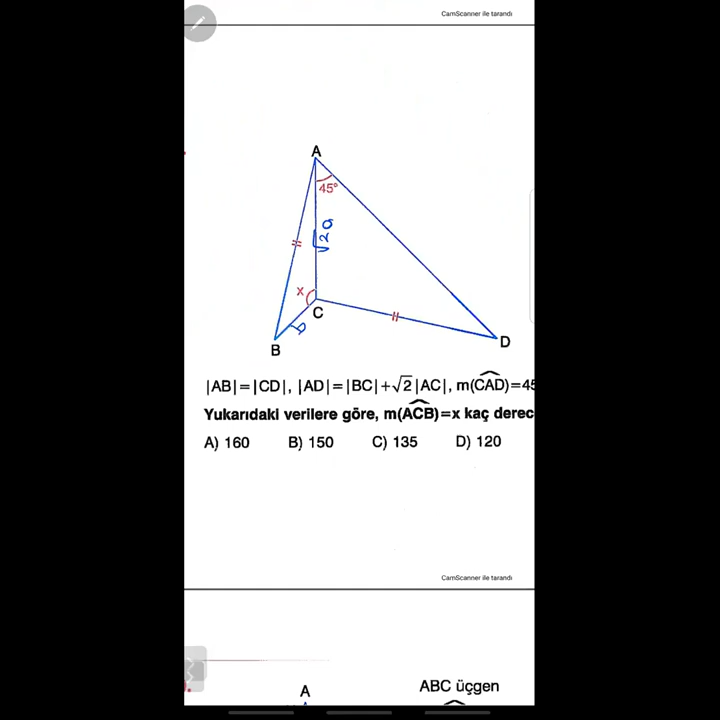 CamScanner ile tarandı
A
45°
√2a
x
C
b
B
D
|AB|=|CD|, |AD|=|BC|+√2|AC|, m(CAD)=45
Yukarıdaki verilere göre, m(ACB)=x kaç derec
A) 160 B) 150 C) 135 D) 120
CamScanner ile tarandı
A
ABC üçgen